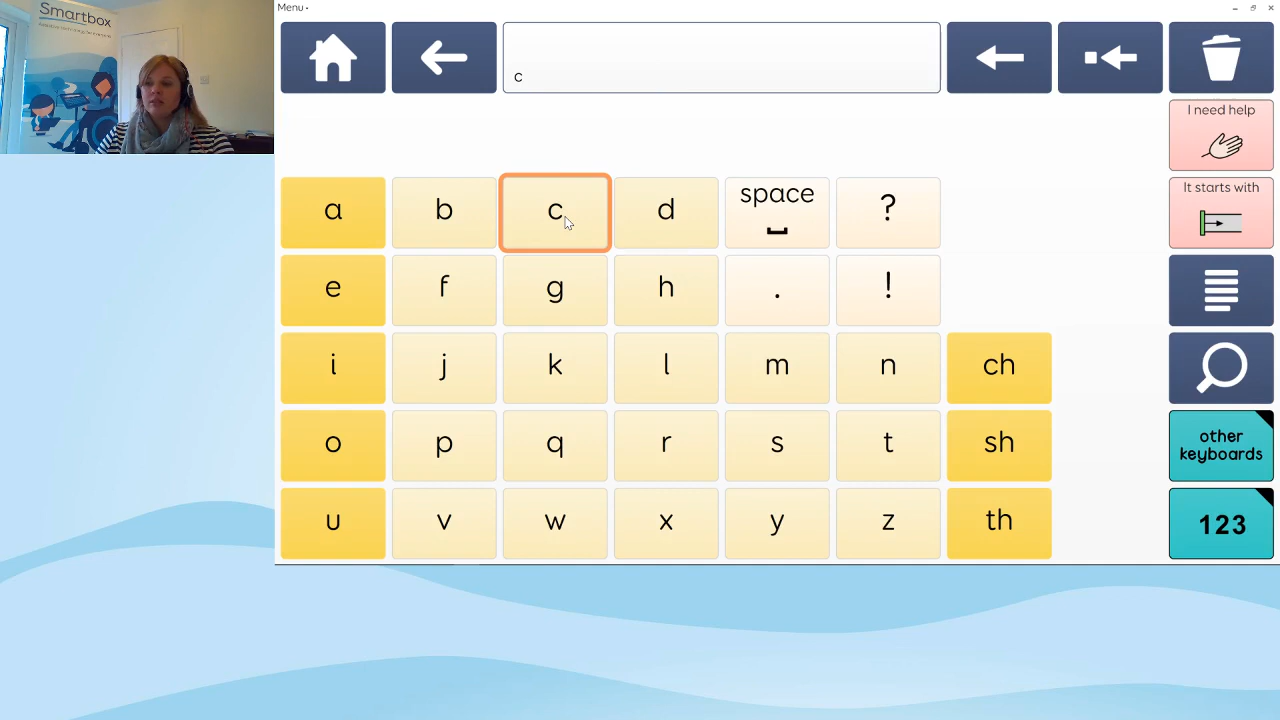 Menu
Smartbox
c
I need help
a b c d space ?
It starts with
e f g h . !
i j k l m n ch
o p q r s t sh
other
keyboards
u v w x y z th
123